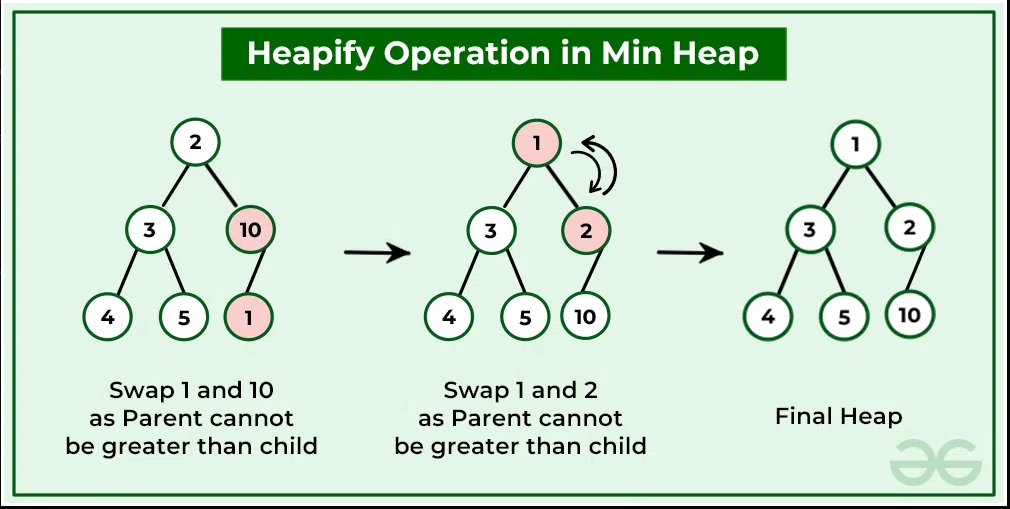 Heapify Operation in Min Heap
2
3
10
4
5
1
1
3
2
4
5
10
1
3
2
4
5
10
Swap 1 and 10
as Parent cannot
be greater than child
Swap 1 and 2
as Parent cannot
be greater than child
Final Heap